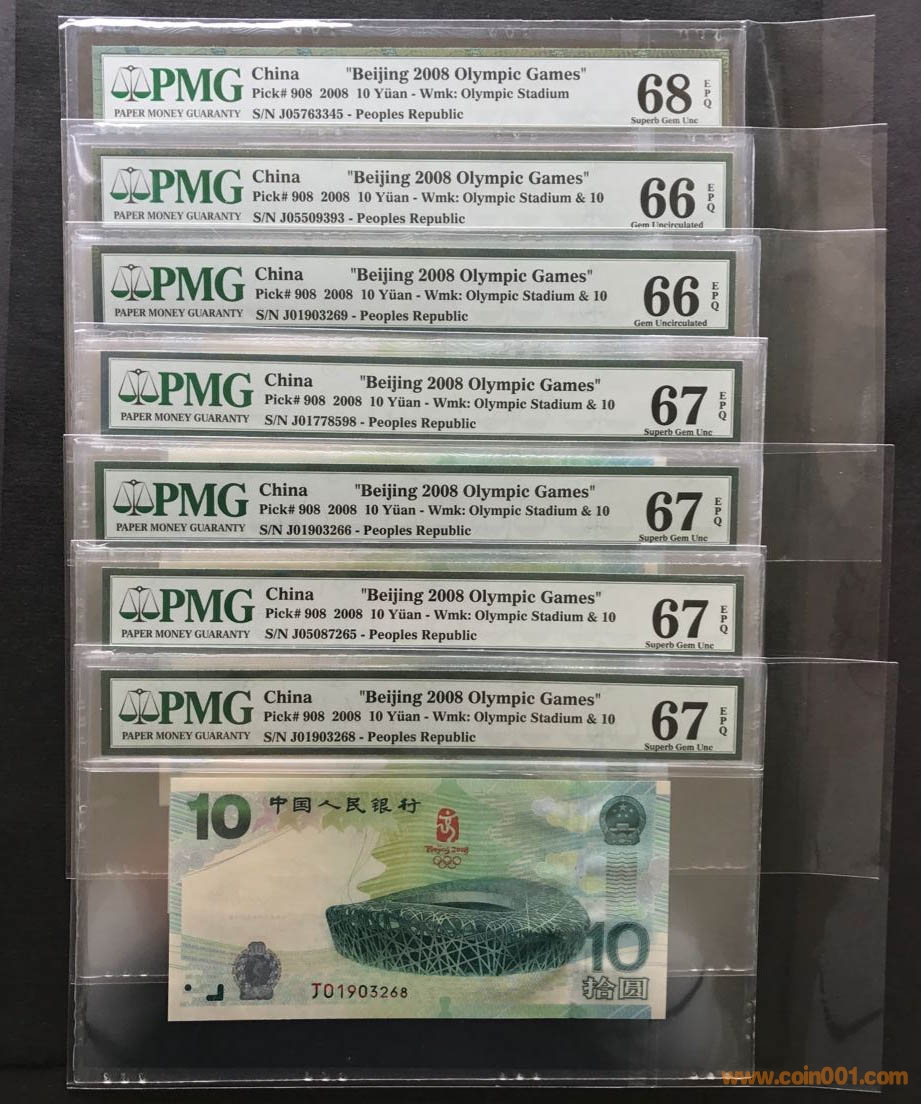 PMG
PAPER MONEY GUARANTY
China "Beijing 2008 Olympic Games"
Pick# 908 2008 10 Yüan - Wmk: Olympic Stadium
S/N J05763345 - Peoples Republic
68 EPQ
Superb Gem Unc
PMG
PAPER MONEY GUARANTY
China "Beijing 2008 Olympic Games"
Pick# 908 2008 10 Yüan - Wmk: Olympic Stadium & 10
S/N J05509393 - Peoples Republic
66 EPQ
Gem Uncirculated
PMG
PAPER MONEY GUARANTY
China "Beijing 2008 Olympic Games"
Pick# 908 2008 10 Yüan - Wmk: Olympic Stadium & 10
S/N J01903269 - Peoples Republic
66 EPQ
Gem Uncirculated
PMG
PAPER MONEY GUARANTY
China "Beijing 2008 Olympic Games"
Pick# 908 2008 10 Yüan - Wmk: Olympic Stadium & 10
S/N J01778598 - Peoples Republic
67 EPQ
Superb Gem Unc
PMG
PAPER MONEY GUARANTY
China "Beijing 2008 Olympic Games"
Pick# 908 2008 10 Yüan - Wmk: Olympic Stadium & 10
S/N J01903266 - Peoples Republic
67 EPQ
Superb Gem Unc
PMG
PAPER MONEY GUARANTY
China "Beijing 2008 Olympic Games"
Pick# 908 2008 10 Yüan - Wmk: Olympic Stadium & 10
S/N J05087265 - Peoples Republic
67 EPQ
Superb Gem Unc
PMG
PAPER MONEY GUARANTY
China "Beijing 2008 Olympic Games"
Pick# 908 2008 10 Yüan - Wmk: Olympic Stadium & 10
S/N J01903268 - Peoples Republic
67 EPQ
Superb Gem Unc
10 中国人民银行
Beijing 2008
10
拾圆
J01903268
www.coin001.com